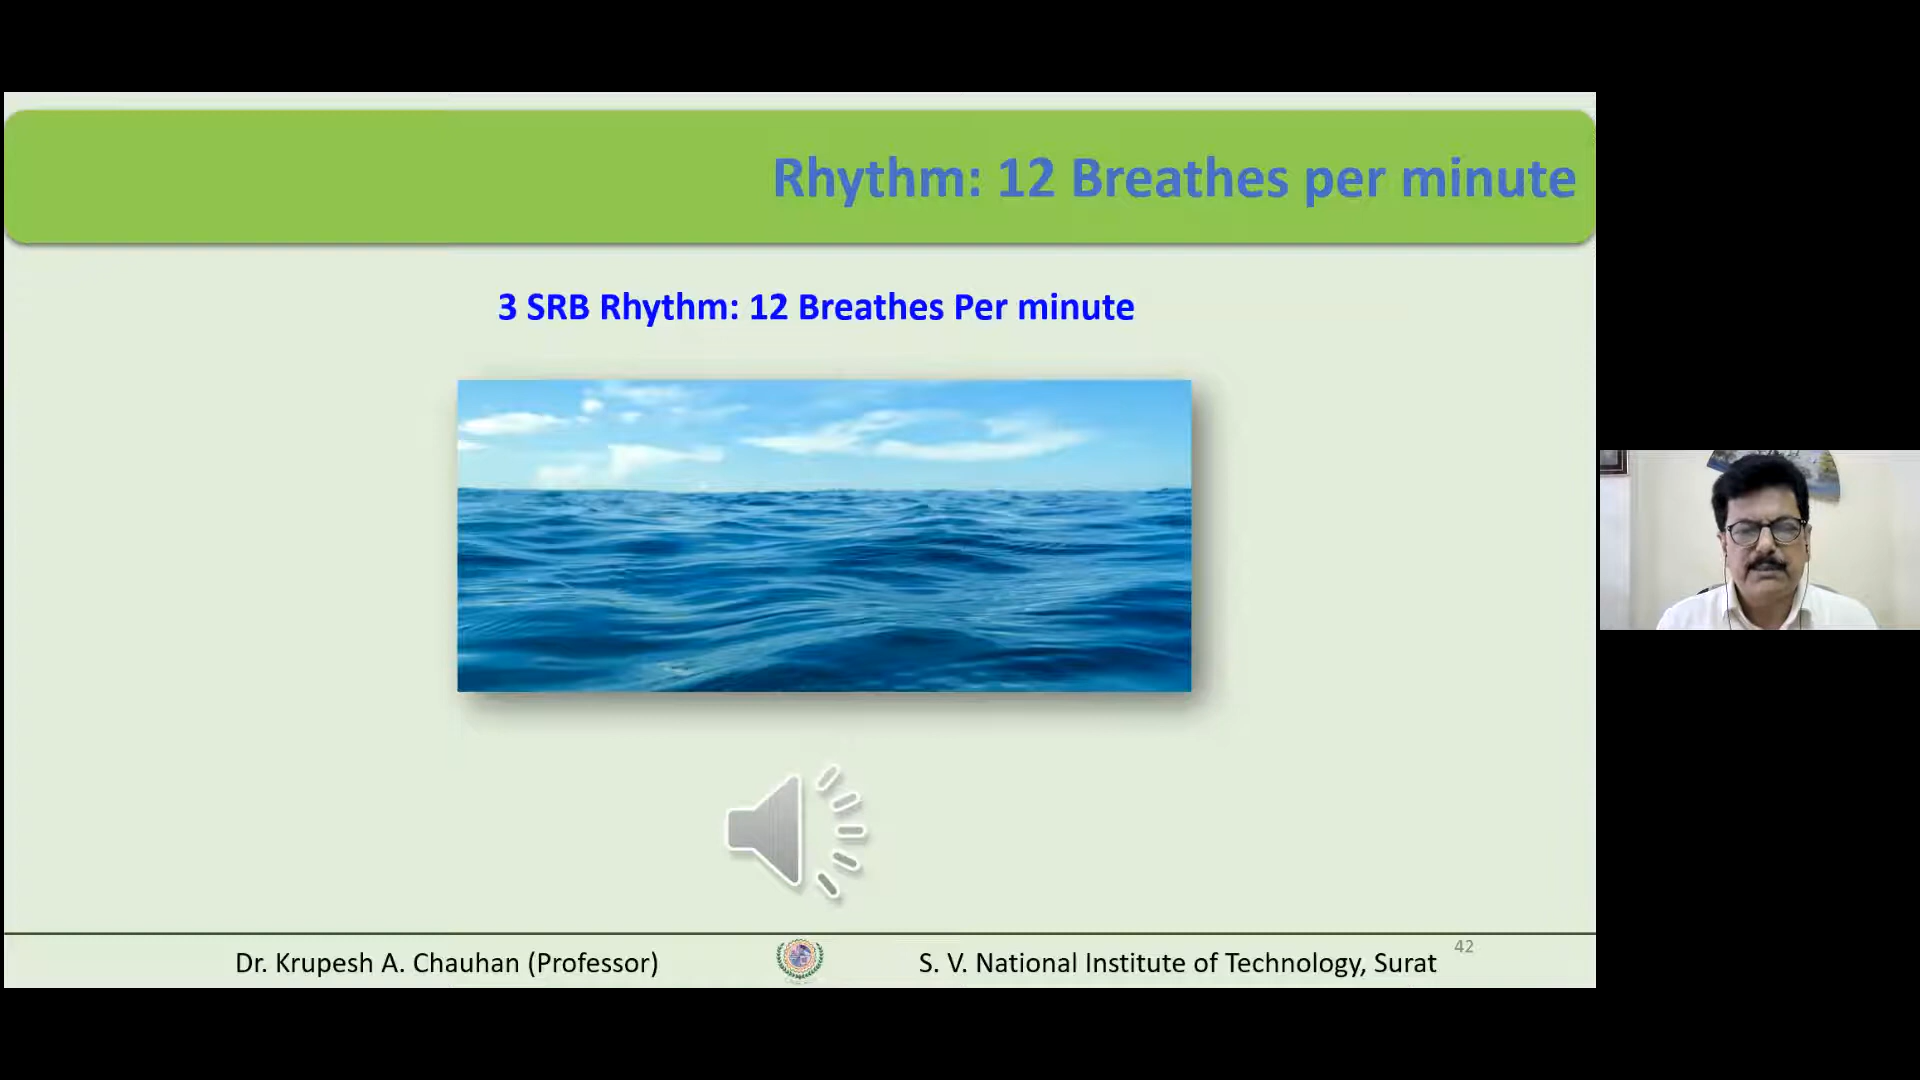 Rhythm: 12 Breathes per minute
3 SRB Rhythm: 12 Breathes Per minute
Dr. Krupesh A. Chauhan (Professor)
S. V. National Institute of Technology, Surat
42